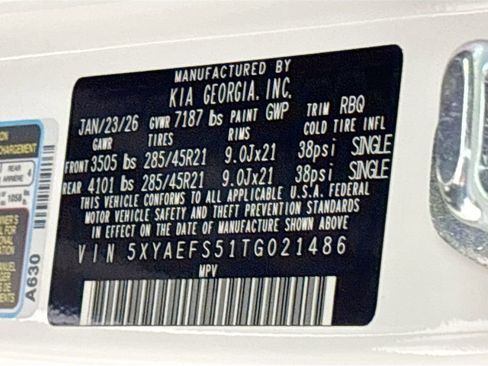 MANUFACTURED BY
KIA GEORGIA, INC.
JAN/23/26 GVWR 7187 lbs PAINT GWP TRIM RBQ
GAWR TIRES RIMS COLD TIRE INFL
FRONT 3505 lbs 285/45R21 9.0Jx21 38psi SINGLE
REAR 4101 lbs 285/45R21 9.0Jx21 38psi SINGLE
THIS VEHICLE CONFORMS TO ALL APPLICABLE U.S.A. FEDERAL
MOTOR VEHICLE SAFETY AND THEFT PREVENTION STANDARDS
IN EFFECT ON THE DATE OF MANUFACTURE SHOWN ABOVE
VIN 5XYAEFS51TG021486
MPV
A630
CHARGEMENT
REAR
ARRIERE